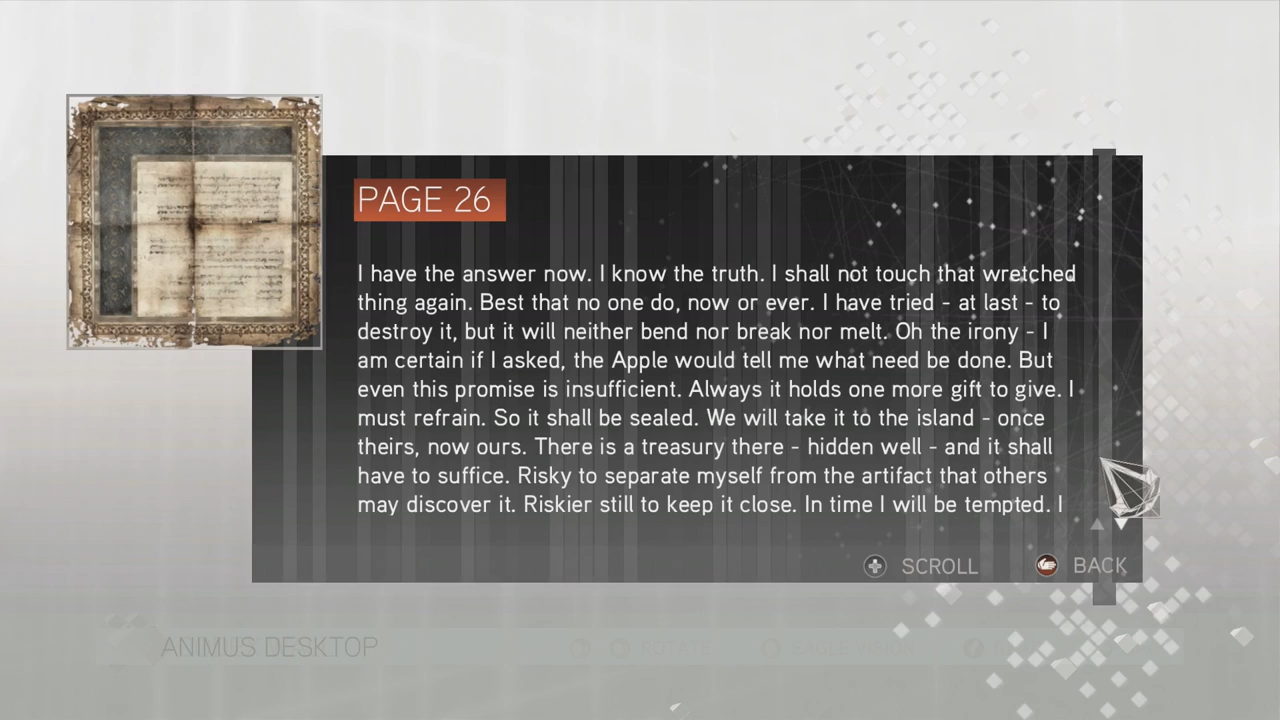 PAGE 26
I have the answer now. I know the truth. I shall not touch that wretched
thing again. Best that no one do, now or ever. I have tried - at last - to
destroy it, but it will neither bend nor break nor melt. Oh the irony - I
am certain if I asked, the Apple would tell me what need be done. But
even this promise is insufficient. Always it holds one more gift to give. I
must refrain. So it shall be sealed. We will take it to the island - once
theirs, now ours. There is a treasury there - hidden well - and it shall
have to suffice. Risky to separate myself from the artifact that others
may discover it. Riskier still to keep it close. In time I will be tempted. I
SCROLL BACK
ANIMUS DESKTOP ROTATE EAGLE VISION